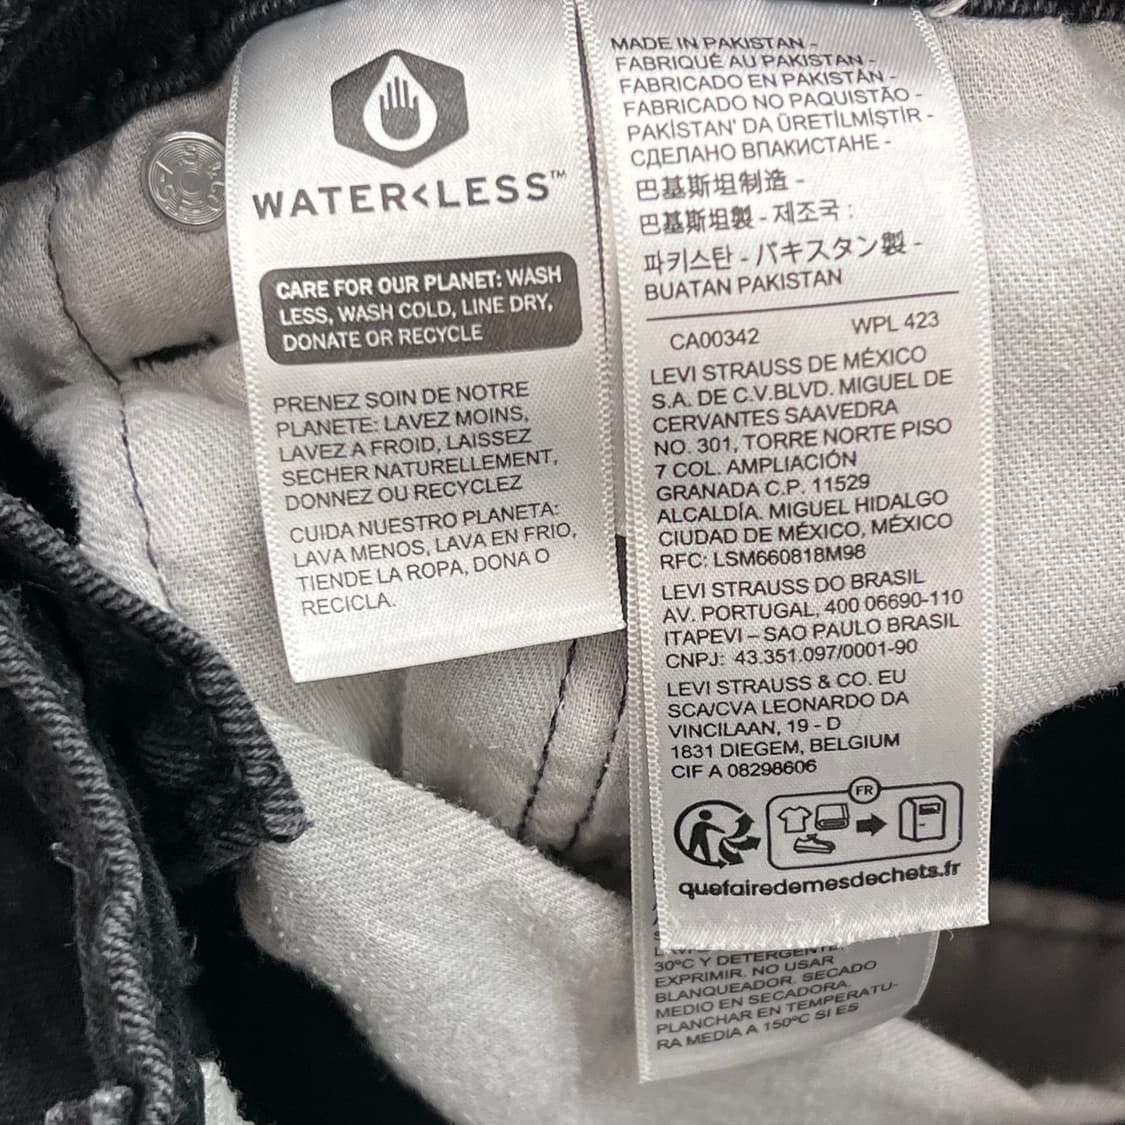 WATER<LESS™
CARE FOR OUR PLANET: WASH
LESS, WASH COLD, LINE DRY,
DONATE OR RECYCLE
PRENEZ SOIN DE NOTRE
PLANETE: LAVEZ MOINS,
LAVEZ A FROID, LAISSEZ
SECHER NATURELLEMENT,
DONNEZ OU RECYCLEZ
CUIDA NUESTRO PLANETA:
LAVA MENOS, LAVA EN FRIO,
TIENDE LA ROPA, DONA O
RECICLA.
MADE IN PAKISTAN -
FABRIQUÉ AU PAKISTAN -
FABRICADO EN PAKISTÁN -
FABRICADO NO PAQUISTÃO -
PAKİSTAN' DA ÜRETİLMİŞTİR -
СДЕЛАНО ВПАКИСТАНЕ -
巴基斯坦制造 -
巴基斯坦製 - 제조국 :
파키스탄 - パキスタン製 -
BUATAN PAKISTAN
CA00342 WPL 423
LEVI STRAUSS DE MÉXICO
S.A. DE C.V.BLVD. MIGUEL DE
CERVANTES SAAVEDRA
NO. 301, TORRE NORTE PISO
7 COL. AMPLIACIÓN
GRANADA C.P. 11529
ALCALDÍA. MIGUEL HIDALGO
CIUDAD DE MÉXICO, MÉXICO
RFC: LSM660818M98
LEVI STRAUSS DO BRASIL
AV. PORTUGAL, 400 06690-110
ITAPEVI – SAO PAULO BRASIL
CNPJ: 43.351.097/0001-90
LEVI STRAUSS & CO. EU
SCA/CVA LEONARDO DA
VINCILAAN, 19 - D
1831 DIEGEM, BELGIUM
CIF A 08298606
FR
quefairedemesdechets.fr
30°C Y DETERGENTE.
EXPRIMIR. NO USAR
BLANQUEADOR. SECADO
MEDIO EN SECADORA.
PLANCHAR EN TEMPERATU-
RA MEDIA A 150°C SI ES